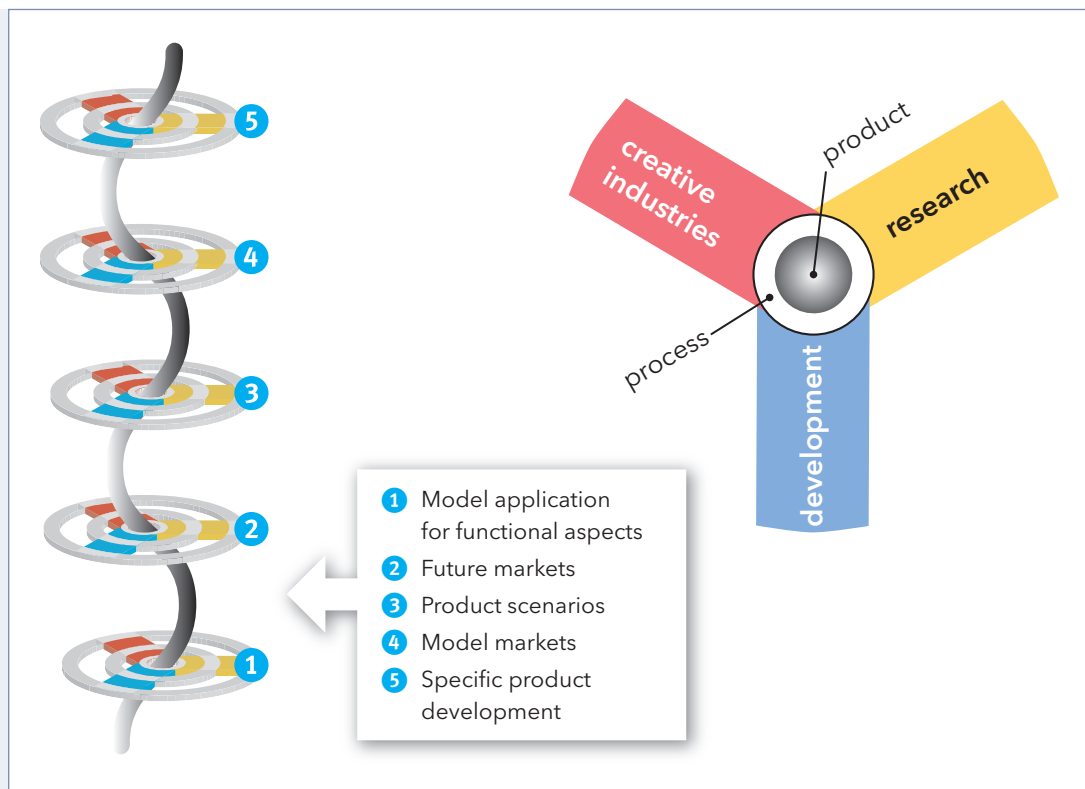 5
4
3
2
1
1 Model application
for functional aspects
2 Future markets
3 Product scenarios
4 Model markets
5 Specific product
development
creative
industries
product
research
process
development